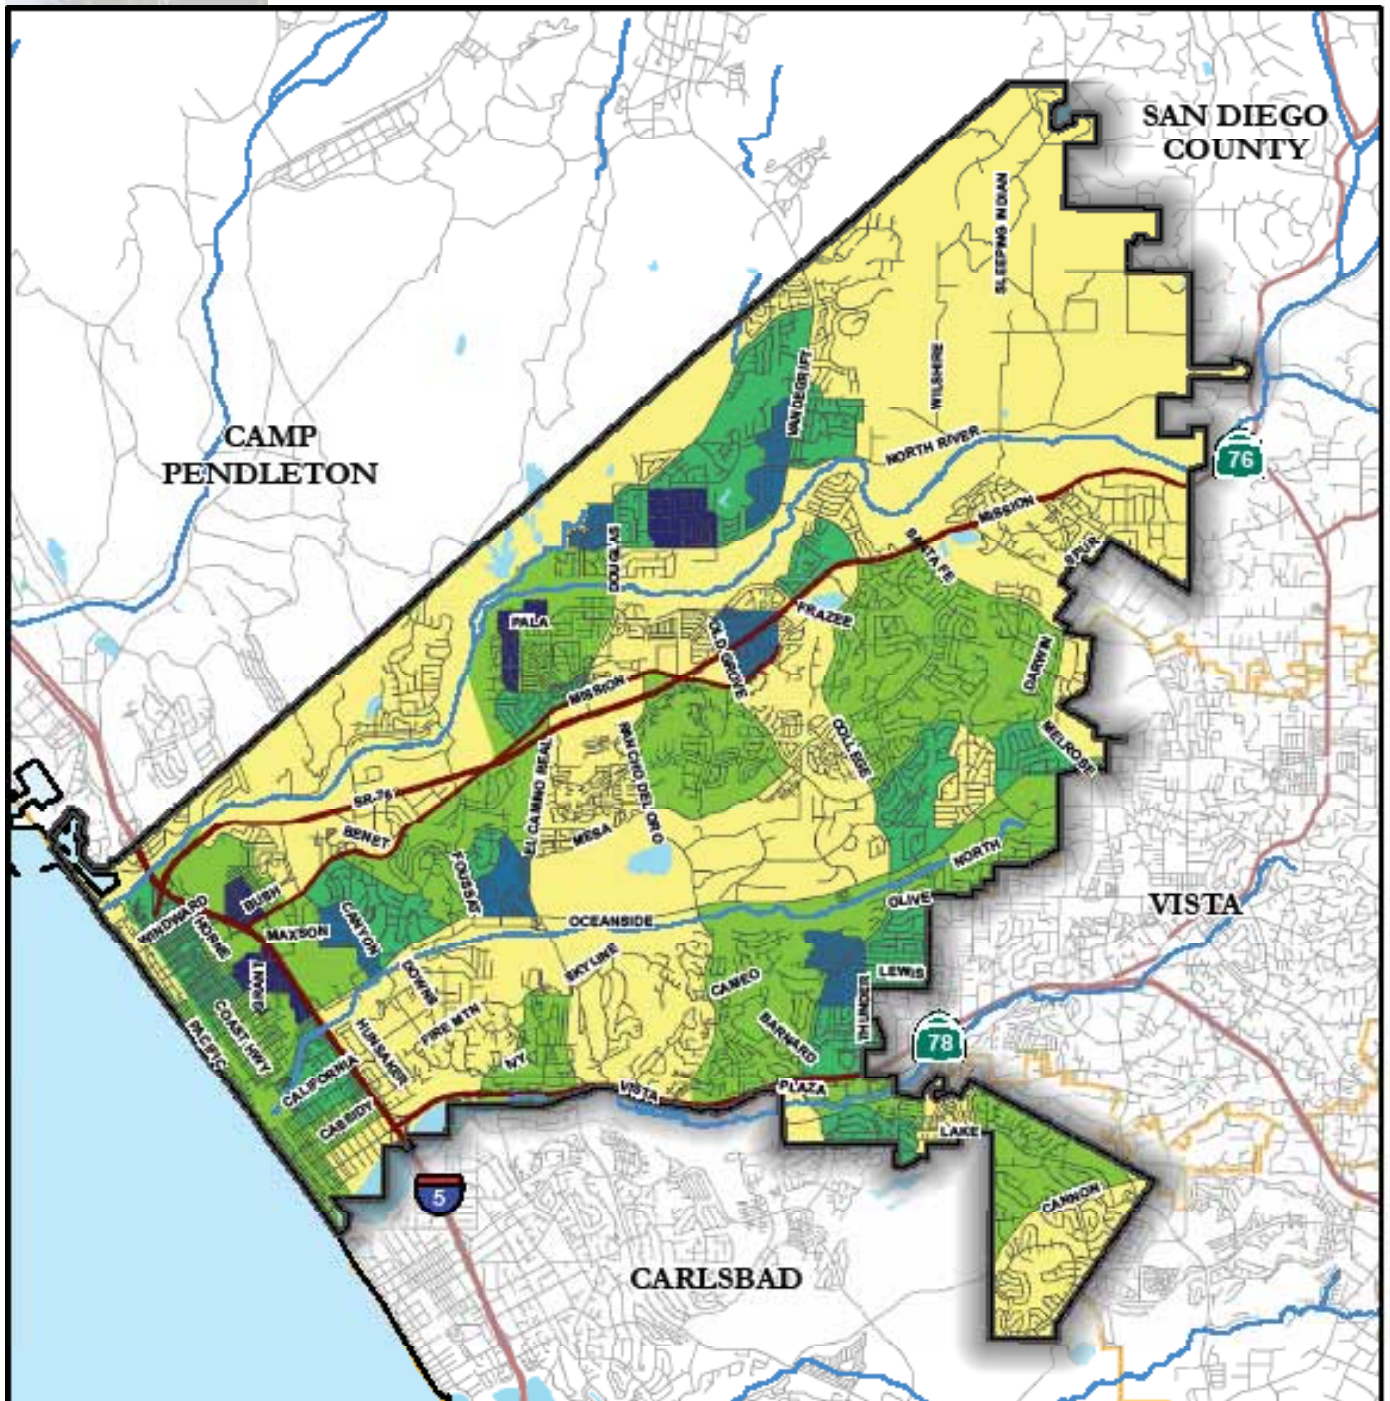 SAN DIEGO
COUNTY
SLEEPING INDIAN
WILSHIRE
VANDEGRIFT
CAMP
PENDLETON
NORTH RIVER
76
MISSION
DOUGLAS
SANTA FE
SPUR
PALA
FRAZEE
OLD GROVE
DARWIN
MISSION
RANCHO DEL ORO
COLLEGE
MELROSE
EL CAMINO REAL
SR-76
BENET
MESA
FOUSSAT
NORTH
BUSH
OLIVE
VISTA
WINDWARD
HORNE
MAXSON
CANYON
OCEANSIDE
GRANT
DOWNS
SKYLINE
CAMEO
LEWIS
THUNDER
COAST HWY
PACIFIC
FIRE MTN
HUNSAKER
BARNARD
78
IVY
CALIFORNIA
VISTA
PLAZA
CASSIDY
LAKE
5
CANNON
CARLSBAD